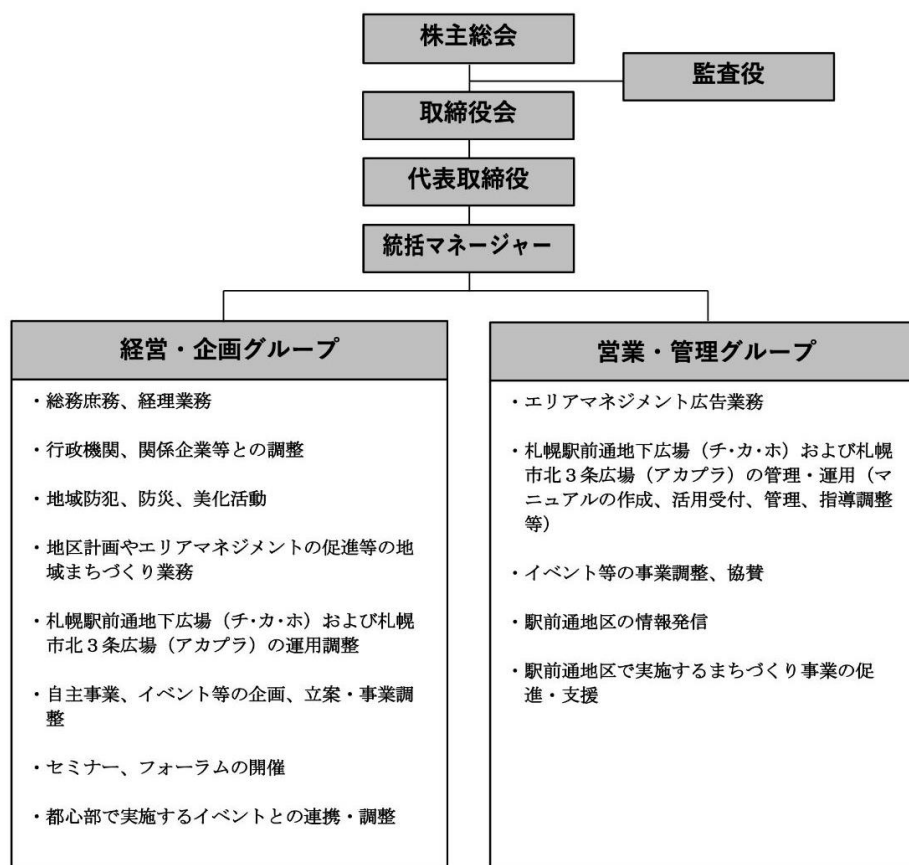 株主総会
監査役
取締役会
代表取締役
統括マネージャー
経営・企画グループ
・総務庶務、経理業務
・行政機関、関係企業等との調整
・地域防犯、防災、美化活動
・地区計画やエリアマネジメントの促進等の地
域まちづくり業務
・札幌駅前通地下広場（チ・カ・ホ）および札幌
市北３条広場（アカプラ）の運用調整
・自主事業、イベント等の企画、立案・事業調
整
・セミナー、フォーラムの開催
・都心部で実施するイベントとの連携・調整
営業・管理グループ
・エリアマネジメント広告業務
・札幌駅前通地下広場（チ・カ・ホ）および札幌
市北３条広場（アカプラ）の管理・運用（マ
ニュアルの作成、活用受付、管理、指導調整
等）
・イベント等の事業調整、協賛
・駅前通地区の情報発信
・駅前通地区で実施するまちづくり事業の促
進・支援